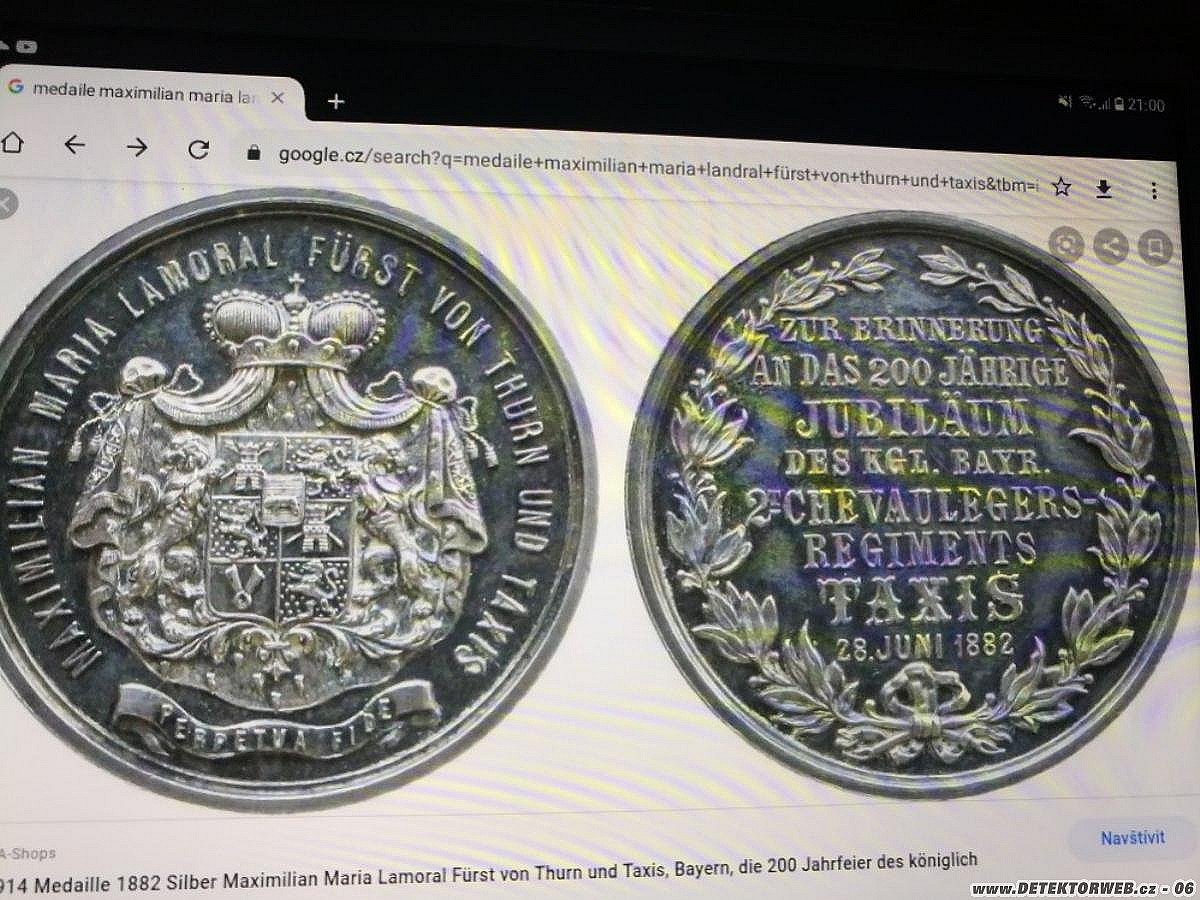 medaile maximilian maria lan
21:00
google.cz/search?q=medaile+maximilian+maria+landral+fürst+von+thurn+und+taxis&tbm=i
MAXIMILIAN MARIA LAMORAL FÜRST VON THURN UND TAXIS
PERPETVA FIDE
ZUR ERINNERUNG
AN DAS 200 JÄHRIGE
JUBILÄUM
DES KGL. BAYR.
2= CHEVAULEGERS-
REGIMENTS
TAXIS
28. JUNI 1882
A-Shops
Navštívit
914 Medaille 1882 Silber Maximilian Maria Lamoral Fürst von Thurn und Taxis, Bayern, die 200 Jahrfeier des königlich
www.DETEKTORWEB.cz - 06